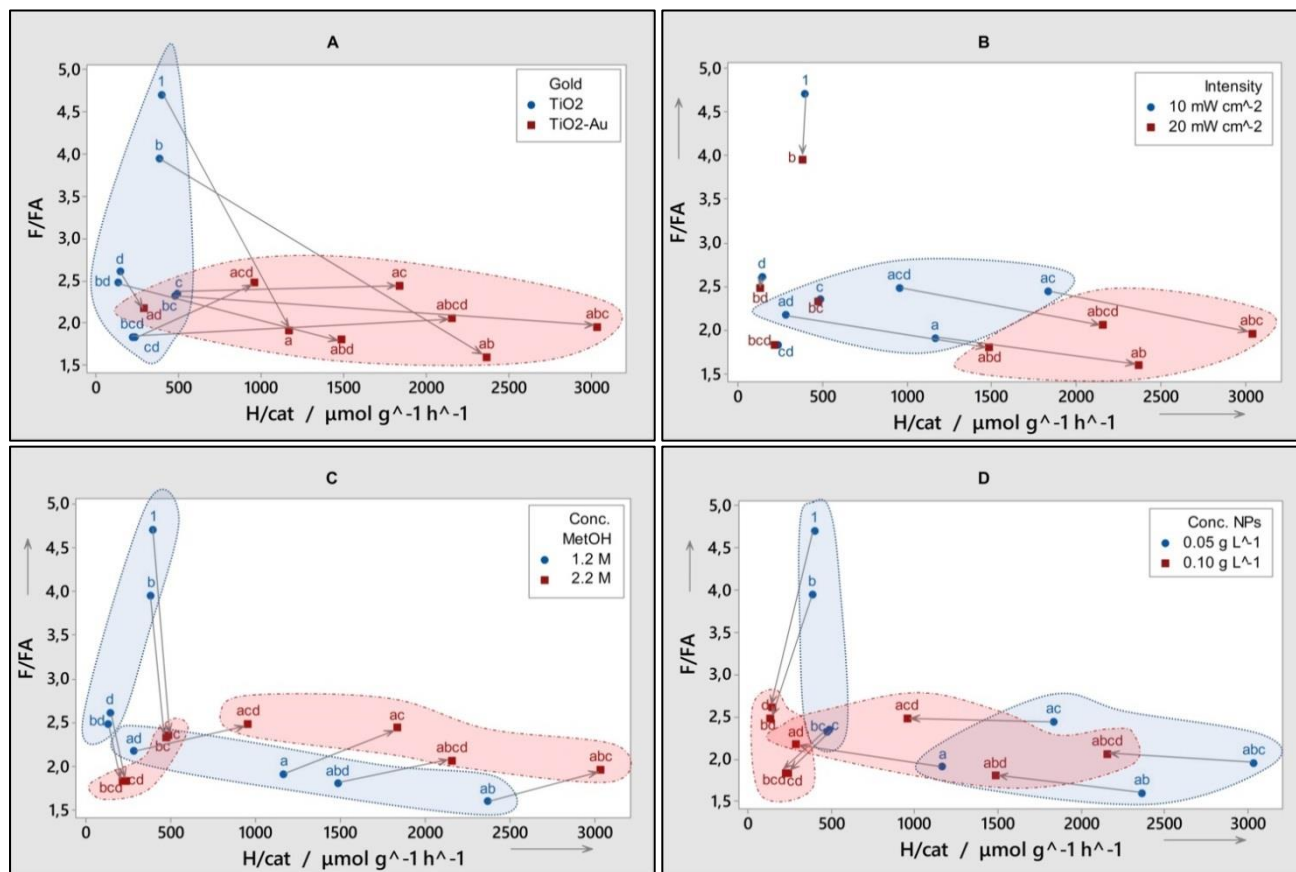 A
Gold
TiO2
TiO2-Au
5,0
4,5
4,0
3,5
3,0
2,5
2,0
1,5
F/FA
1
b
d
bd
c
bc
bcd
cd
ad
acd
ac
abcd
abc
a
abd
ab
0 500 1000 1500 2000 2500 3000
H/cat / µmol g^-1 h^-1
B
Intensity
10 mW cm^-2
20 mW cm^-2
5,0
4,5
4,0
3,5
3,0
2,5
2,0
1,5
F/FA
1
b
d
bd
ad
c
bc
bcd
cd
acd
ac
a
abcd
abc
abd
ab
0 500 1000 1500 2000 2500 3000
H/cat / µmol g^-1 h^-1
C
Conc.
MetOH
1.2 M
2.2 M
5,0
4,5
4,0
3,5
3,0
2,5
2,0
1,5
F/FA
1
b
d
bd
ad
bc
c
bcd
cd
acd
ac
a
abcd
abc
abd
ab
0 500 1000 1500 2000 2500 3000
H/cat / µmol g^-1 h^-1
D
Conc. NPs
0.05 g L^-1
0.10 g L^-1
5,0
4,5
4,0
3,5
3,0
2,5
2,0
1,5
F/FA
1
b
d
bd
ad
bc
c
bcd
cd
acd
ac
a
abcd
abc
abd
ab
0 500 1000 1500 2000 2500 3000
H/cat / µmol g^-1 h^-1